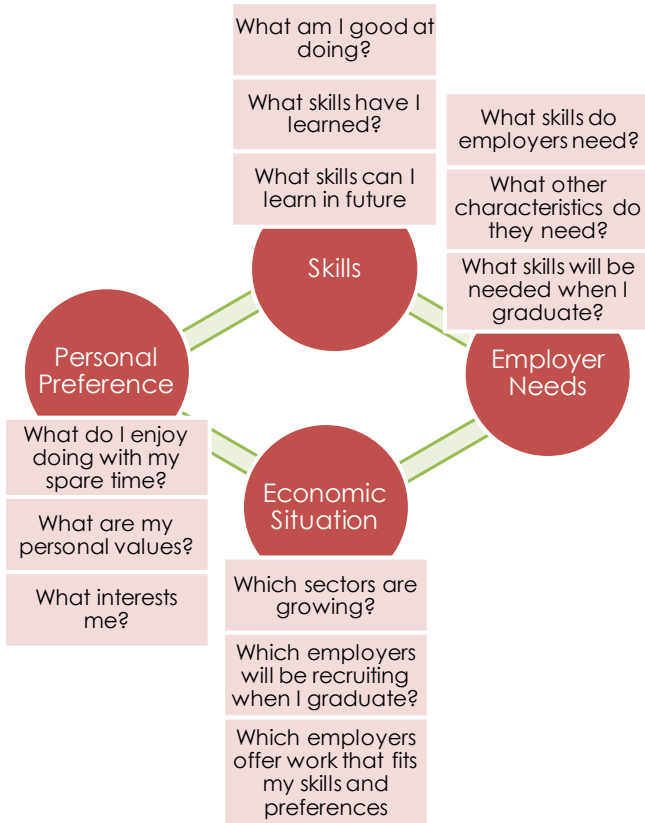 What am I good at
doing?
What skills have I
learned?
What skills can I
learn in future
Skills
What skills do
employers need?
What other
characteristics do
they need?
What skills will be
needed when I
graduate?
Employer
Needs
Personal
Preference
What do I enjoy
doing with my
spare time?
What are my
personal values?
What interests
me?
Economic
Situation
Which sectors are
growing?
Which employers
will be recruiting
when I graduate?
Which employers
offer work that fits
my skills and
preferences